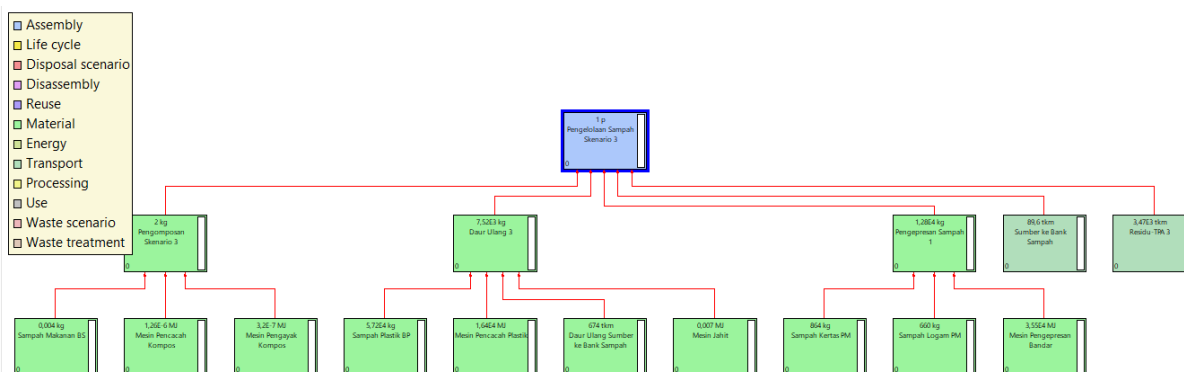 Assembly
Life cycle
Disposal scenario
Disassembly
Reuse
Material
Energy
Transport
Processing
Use
Waste scenario
Waste treatment
1 p
Pengelolaan Sampah
Skenario 3
0
2 kg
Pengomposan
Skenario 3
0
7,52E3 kg
Daur Ulang 3
0
1,28E4 kg
Pengepresan Sampah
1
0
89,6 tkm
Sumber ke Bank
Sampah
0
3,47E3 tkm
Residu-TPA 3
0
0,004 kg
Sampah Makanan BS
0
1,26E-6 MJ
Mesin Pencacah
Kompos
0
3,2E-7 MJ
Mesin Pengayak
Kompos
0
5,72E4 kg
Sampah Plastik BP
0
1,64E4 MJ
Mesin Pencacah Plastik
0
674 tkm
Daur Ulang Sumber
ke Bank Sampah
0
0,007 MJ
Mesin Jahit
0
864 kg
Sampah Kertas PM
0
660 kg
Sampah Logam PM
0
3,55E4 MJ
Mesin Pengepresan
Bandar
0